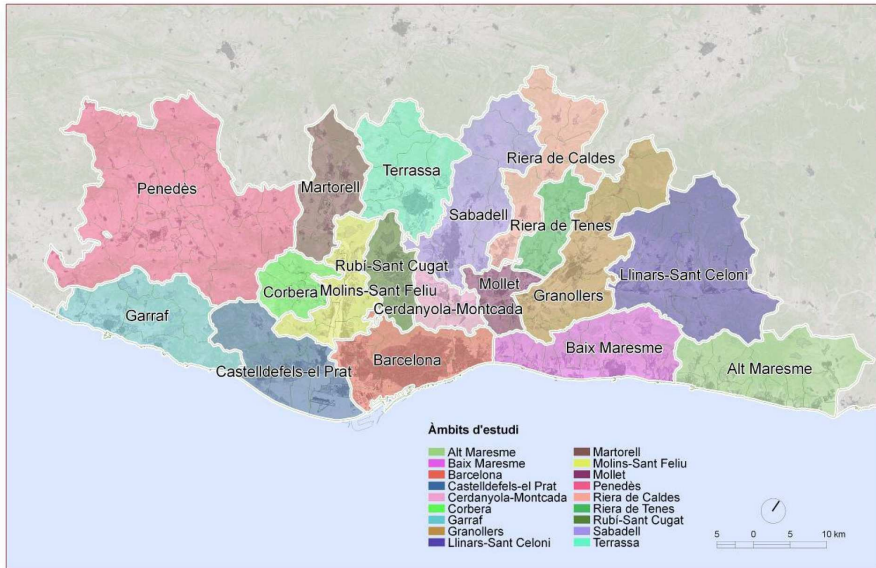 Penedès
Martorell
Terrassa
Riera de Caldes
Sabadell
Riera de Tenes
Rubí-Sant Cugat
Llinars-Sant Celoni
Corbera
Molins-Sant Feliu
Mollet
Granollers
Cerdanyola-Montcada
Garraf
Baix Maresme
Barcelona
Alt Maresme
Castelldefels-el Prat
Àmbits d'estudi
Alt Maresme
Baix Maresme
Barcelona
Castelldefels-el Prat
Cerdanyola-Montcada
Corbera
Garraf
Granollers
Llinars-Sant Celoni
Martorell
Molins-Sant Feliu
Mollet
Penedès
Riera de Caldes
Riera de Tenes
Rubí-Sant Cugat
Sabadell
Terrassa
5 0 5 10 km